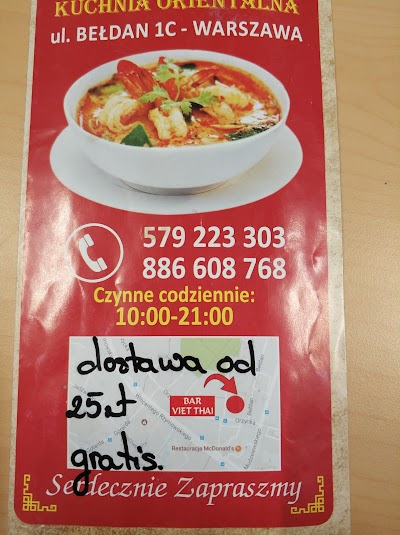 KUCHNIA ORIENTALNA
ul. BEŁDAN 1C - WARSZAWA
579 223 303
886 608 768
Czynne codziennie:
10:00-21:00
dostawa od
25zł
gratis.
BAR
VIET THAI
Restauracja McDonald's
Serdecznie Zapraszmy